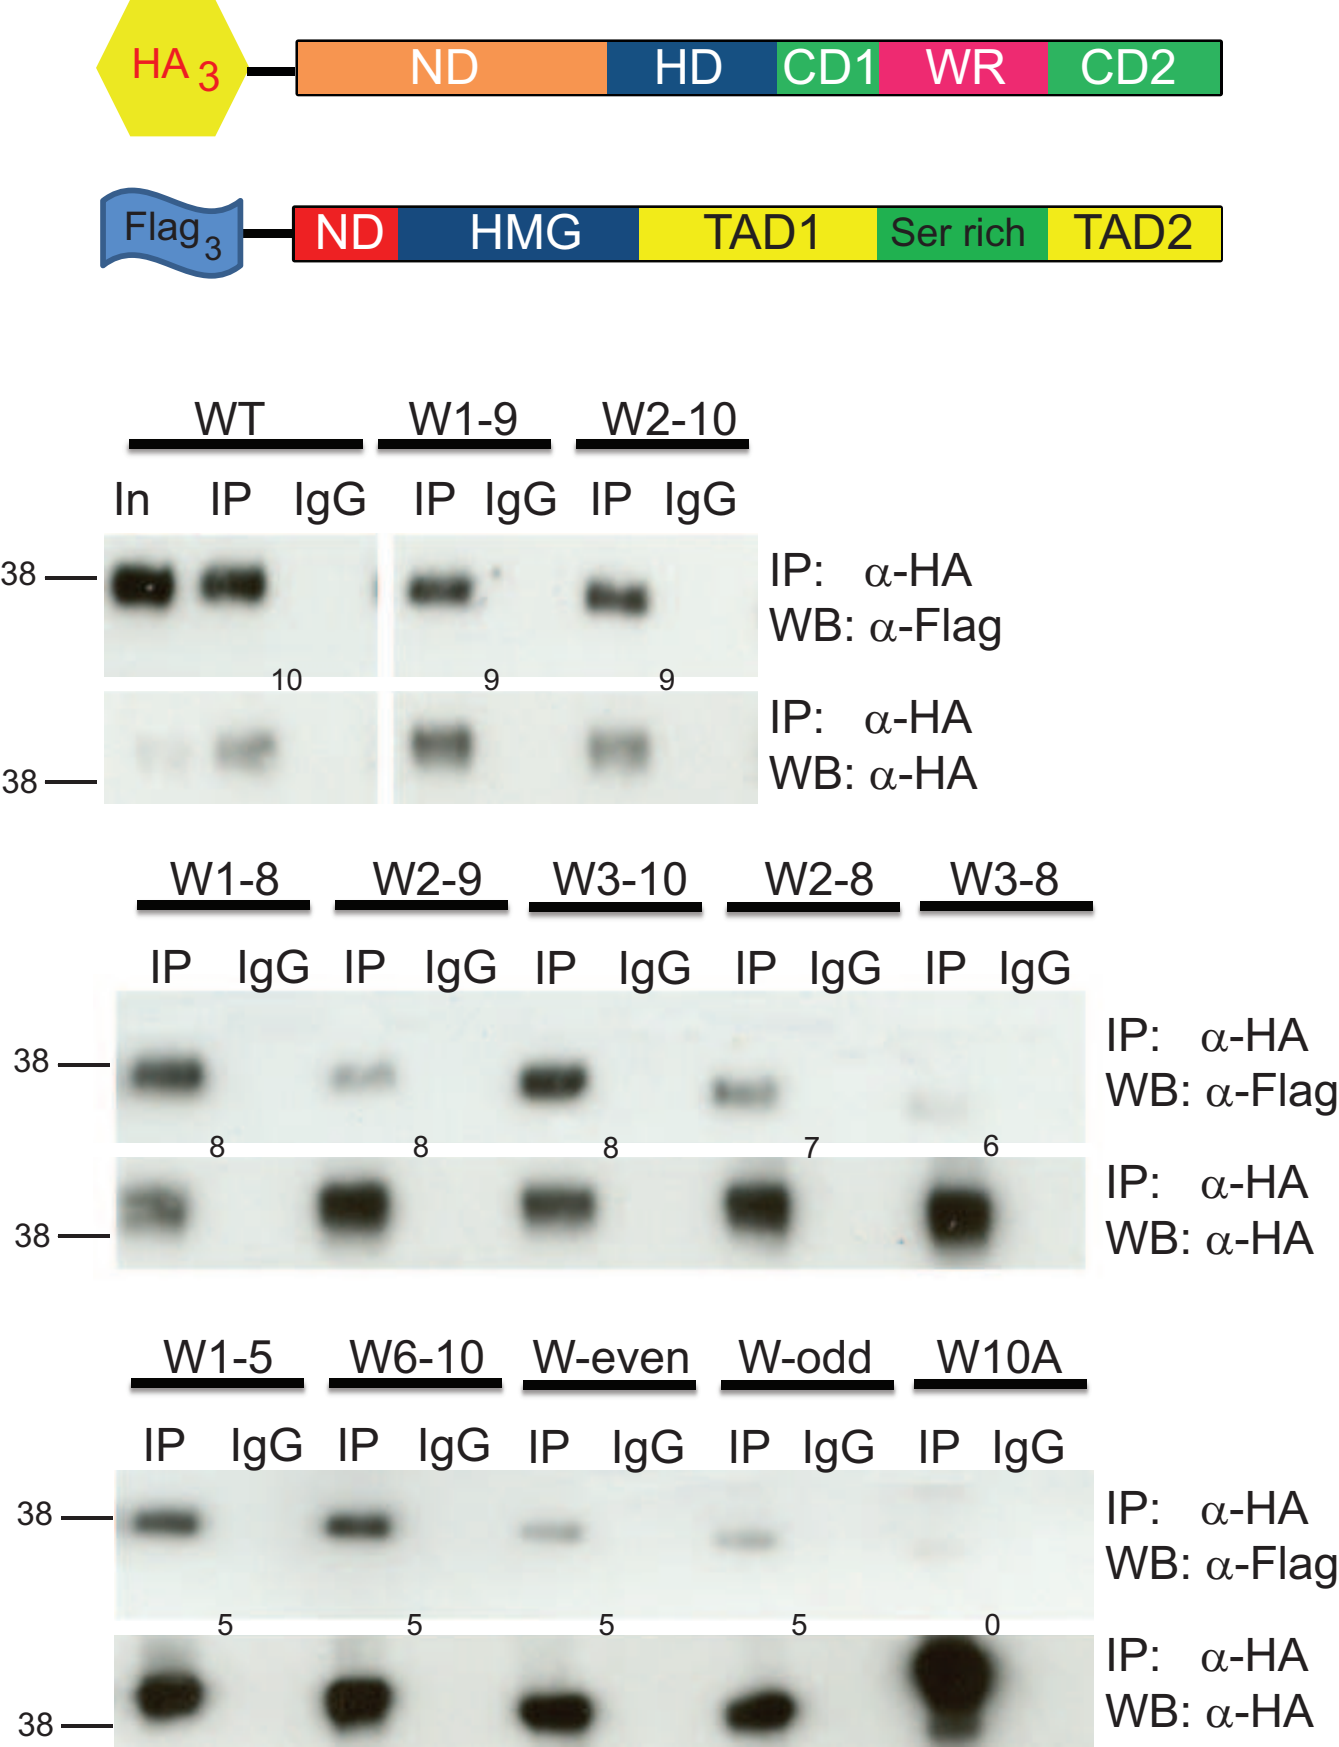 HA 3 ND HD CD1 WR CD2
Flag 3 ND HMG TAD1 Ser rich TAD2
WT W1-9 W2-10
In IP IgG IP IgG IP IgG
38 IP: α-HA
WB: α-Flag
10 9 9
IP: α-HA
38 WB: α-HA
W1-8 W2-9 W3-10 W2-8 W3-8
IP IgG IP IgG IP IgG IP IgG IP IgG
38 IP: α-HA
WB: α-Flag
8 8 8 7 6
IP: α-HA
38 WB: α-HA
W1-5 W6-10 W-even W-odd W10A
IP IgG IP IgG IP IgG IP IgG IP IgG
38 IP: α-HA
WB: α-Flag
5 5 5 5 0
IP: α-HA
38 WB: α-HA